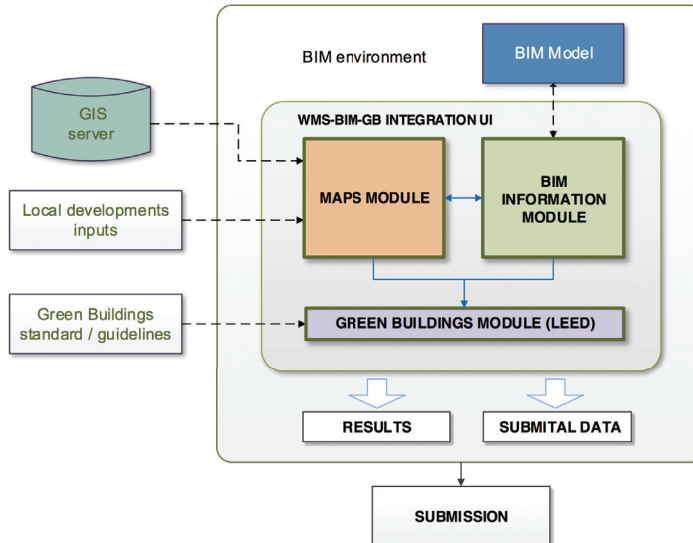 BIM environment
BIM Model
GIS
server
WMS-BIM-GB INTEGRATION UI
MAPS MODULE
BIM
INFORMATION
MODULE
Local developments
inputs
Green Buildings
standard / guidelines
GREEN BUILDINGS MODULE (LEED)
RESULTS
SUBMITAL DATA
SUBMISSION